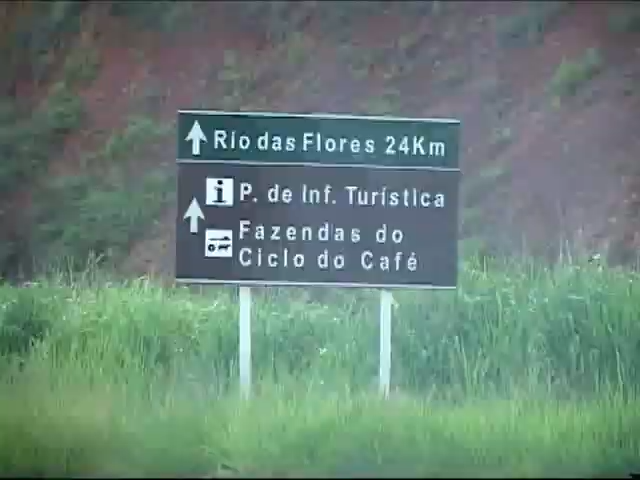 Rio das Flores 24Km
i P. de Inf. Turística
Fazendas do
Ciclo do Café